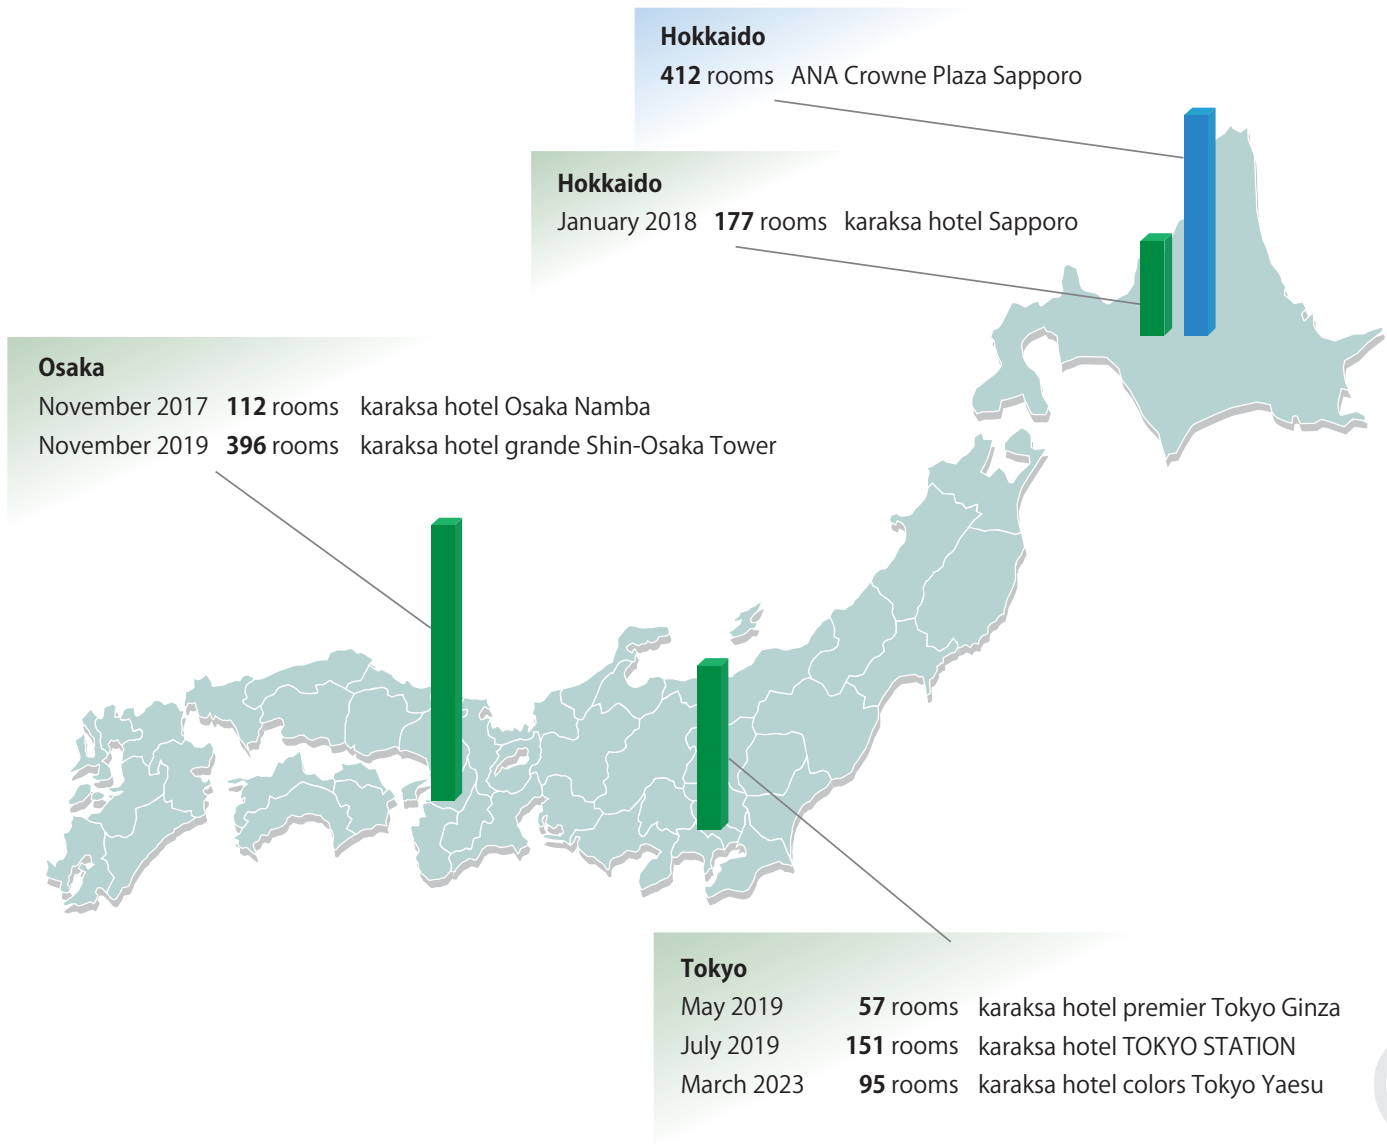 Hokkaido
412 rooms ANA Crowne Plaza Sapporo
Hokkaido
January 2018 177 rooms karaksa hotel Sapporo
Osaka
November 2017 112 rooms karaksa hotel Osaka Namba
November 2019 396 rooms karaksa hotel grande Shin-Osaka Tower
Tokyo
May 2019 57 rooms karaksa hotel premier Tokyo Ginza
July 2019 151 rooms karaksa hotel TOKYO STATION
March 2023 95 rooms karaksa hotel colors Tokyo Yaesu